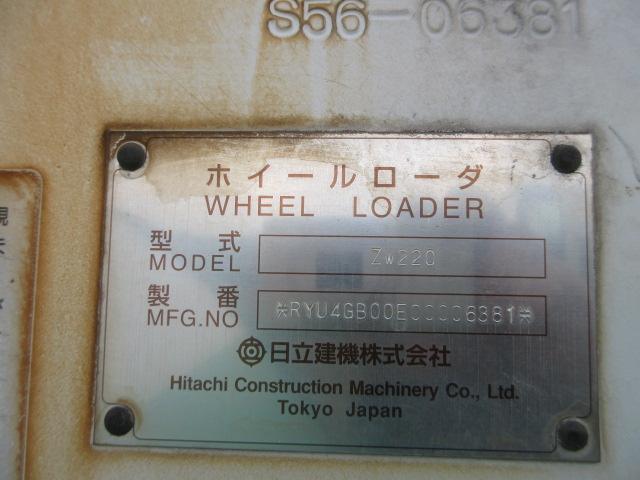 S56-06381
ホイールローダ
WHEEL LOADER
型式
MODEL ZW220
製番
MFG.NO *RYU4GB00E00006381*
日立建機株式会社
Hitachi Construction Machinery Co., Ltd.
Tokyo Japan